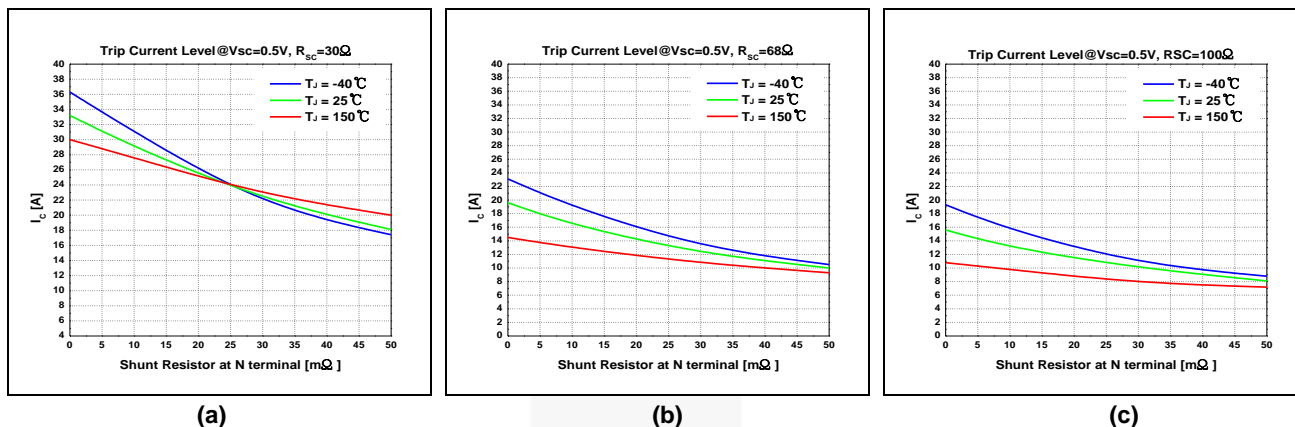 Trip Current Level@Vsc=0.5V, RSC=30Ω
40
38
36
34
32
30
28
26
24
22
20
18
16
14
12
10
8
6
4
IC [A]
TJ = -40℃
TJ = 25℃
TJ = 150℃
0 5 10 15 20 25 30 35 40 45 50
Shunt Resistor at N terminal [mΩ ]
(a)
Trip Current Level@Vsc=0.5V, RSC=68Ω
40
38
36
34
32
30
28
26
24
22
20
18
16
14
12
10
8
6
4
2
0
IC [A]
TJ = -40℃
TJ = 25℃
TJ = 150℃
0 5 10 15 20 25 30 35 40 45 50
Shunt Resistor at N terminal [mΩ ]
(b)
Trip Current Level@Vsc=0.5V, RSC=100Ω
40
38
36
34
32
30
28
26
24
22
20
18
16
14
12
10
8
6
4
2
0
IC [A]
TJ = -40℃
TJ = 25℃
TJ = 150℃
0 5 10 15 20 25 30 35 40 45 50
Shunt Resistor at N terminal [mΩ ]
(c)